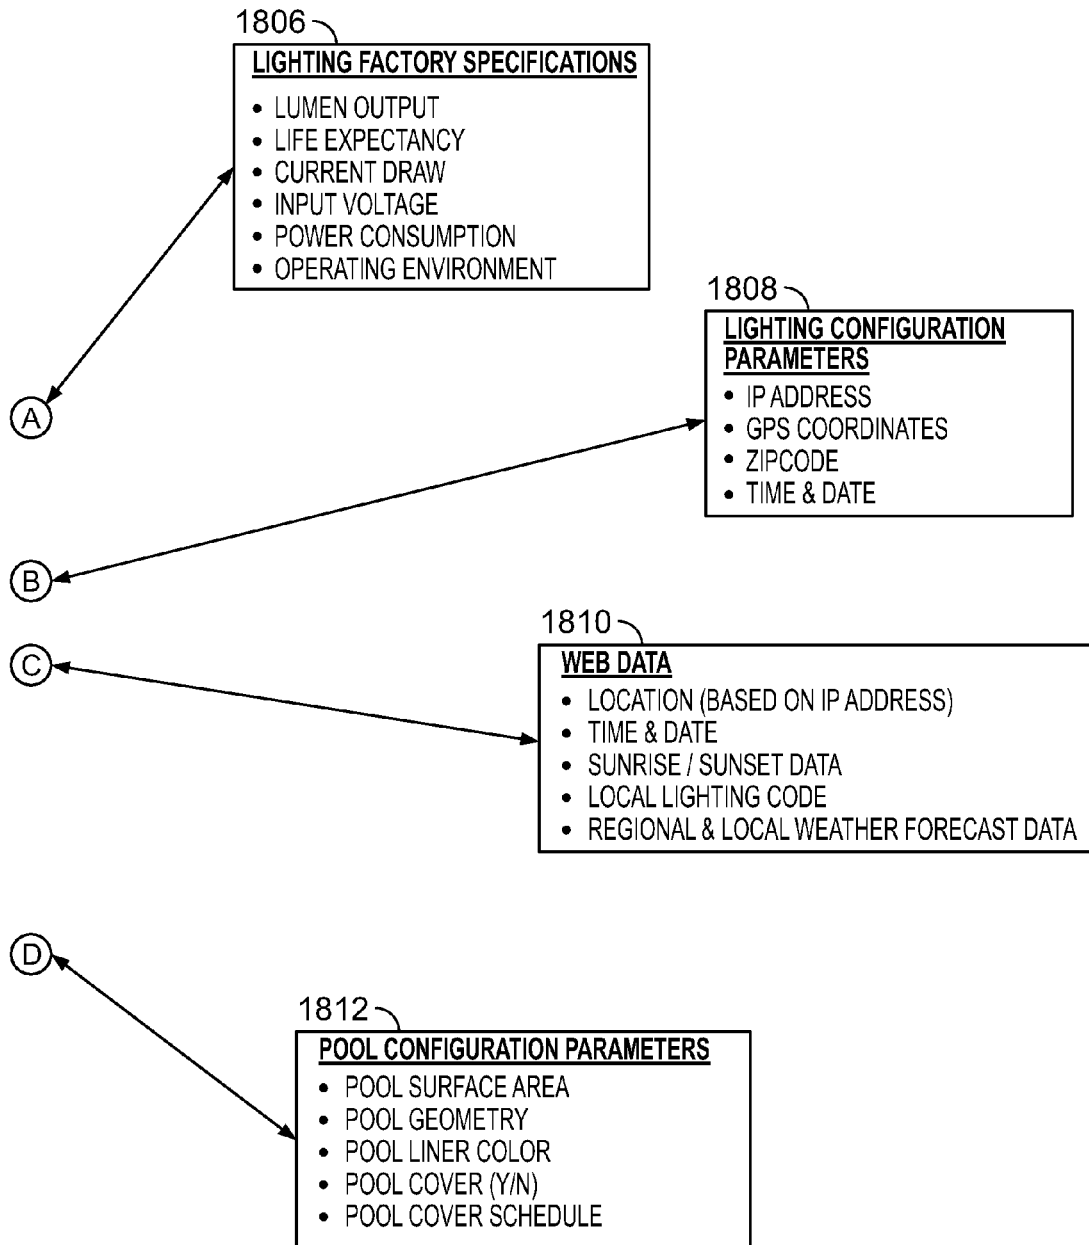 1806
LIGHTING FACTORY SPECIFICATIONS
• LUMEN OUTPUT
• LIFE EXPECTANCY
• CURRENT DRAW
• INPUT VOLTAGE
• POWER CONSUMPTION
• OPERATING ENVIRONMENT
1808
LIGHTING CONFIGURATION
PARAMETERS
• IP ADDRESS
• GPS COORDINATES
• ZIPCODE
• TIME & DATE
A
B
C
1810
WEB DATA
• LOCATION (BASED ON IP ADDRESS)
• TIME & DATE
• SUNRISE / SUNSET DATA
• LOCAL LIGHTING CODE
• REGIONAL & LOCAL WEATHER FORECAST DATA
D
1812
POOL CONFIGURATION PARAMETERS
• POOL SURFACE AREA
• POOL GEOMETRY
• POOL LINER COLOR
• POOL COVER (Y/N)
• POOL COVER SCHEDULE